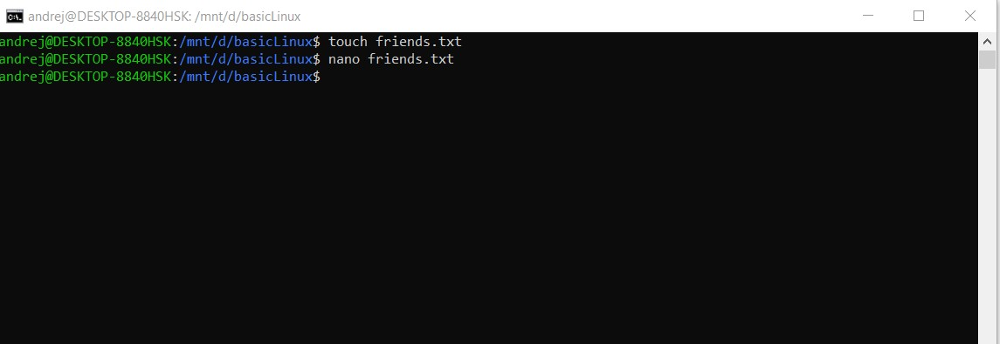 andrej@DESKTOP-8840HSK: /mnt/d/basicLinux
andrej@DESKTOP-8840HSK:/mnt/d/basicLinux$ touch friends.txt
andrej@DESKTOP-8840HSK:/mnt/d/basicLinux$ nano friends.txt
andrej@DESKTOP-8840HSK:/mnt/d/basicLinux$